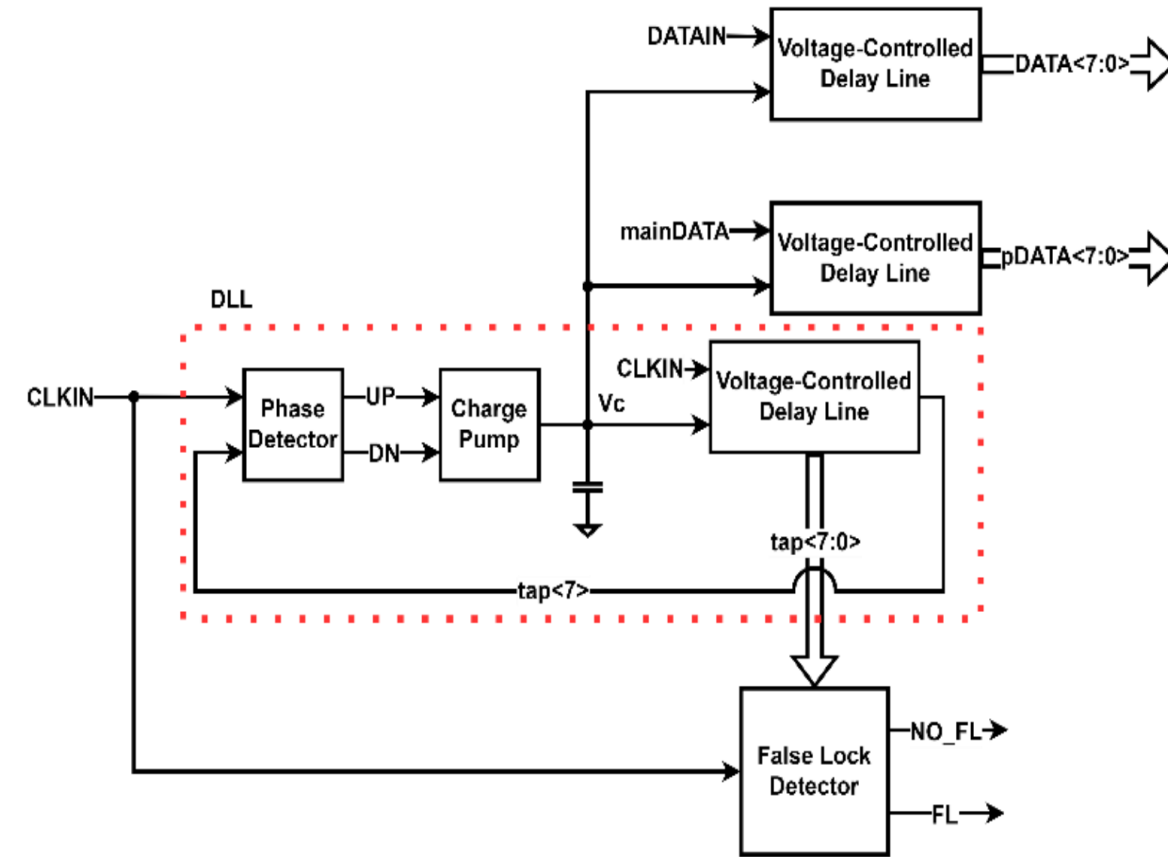 DATAIN
Voltage-Controlled
Delay Line
DATA<7:0>
mainDATA
Voltage-Controlled
Delay Line
pDATA<7:0>
DLL
CLKIN
Phase
Detector
UP
DN
Charge
Pump
Vc
CLKIN
Voltage-Controlled
Delay Line
tap<7:0>
tap<7>
False Lock
Detector
NO_FL
FL